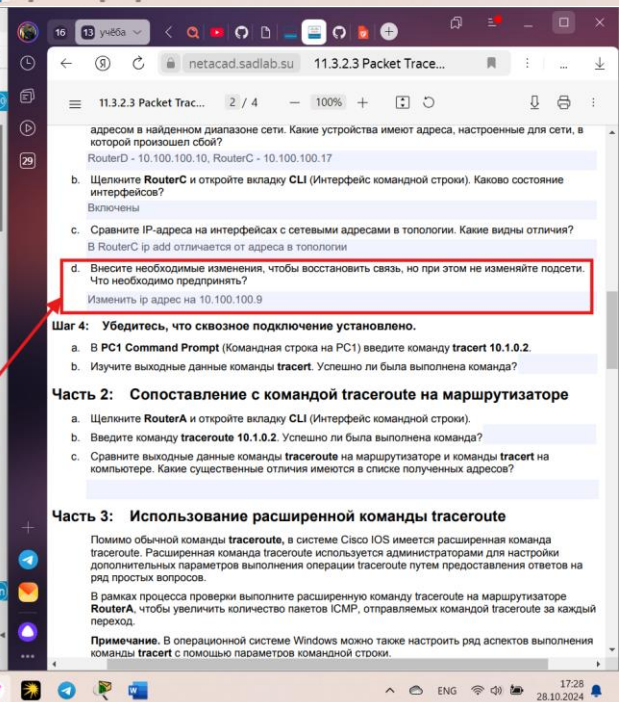 16
13 учёба
netacad.sadlab.su
11.3.2.3 Packet Trace...
11.3.2.3 Packet Trac...
2 / 4
100%
29
адресом в найденном диапазоне сети. Какие устройства имеют адреса, настроенные для сети, в
которой произошел сбой?
RouterD - 10.100.100.10, RouterC - 10.100.100.17
b. Щелкните RouterC и откройте вкладку CLI (Интерфейс командной строки). Каково состояние
интерфейсов?
Включены
c. Сравните IP-адреса на интерфейсах с сетевыми адресами в топологии. Какие видны отличия?
В RouterC ip add отличается от адреса в топологии
d. Внесите необходимые изменения, чтобы восстановить связь, но при этом не изменяйте подсети.
Что необходимо предпринять?
Изменить ip адрес на 10.100.100.9
Шаг 4: Убедитесь, что сквозное подключение установлено.
a. В PC1 Command Prompt (Командная строка на PC1) введите команду tracert 10.1.0.2.
b. Изучите выходные данные команды tracert. Успешно ли была выполнена команда?
Часть 2: Сопоставление с командой traceroute на маршрутизаторе
a. Щелкните RouterA и откройте вкладку CLI (Интерфейс командной строки).
b. Введите команду traceroute 10.1.0.2. Успешно ли была выполнена команда?
c. Сравните выходные данные команды traceroute на маршрутизаторе и команды tracert на
компьютере. Какие существенные отличия имеются в списке полученных адресов?
Часть 3: Использование расширенной команды traceroute
Помимо обычной команды traceroute, в системе Cisco IOS имеется расширенная команда
traceroute. Расширенная команда traceroute используется администраторами для настройки
дополнительных параметров выполнения операции traceroute путем предоставления ответов на
ряд простых вопросов.
В рамках процесса проверки выполните расширенную команду traceroute на маршрутизаторе
RouterA, чтобы увеличить количество пакетов ICMP, отправляемых командой traceroute за каждый
переход.
Примечание. В операционной системе Windows можно также настроить ряд аспектов выполнения
команды tracert с помощью параметров командной строки.
ENG
17:28
28.10.2024